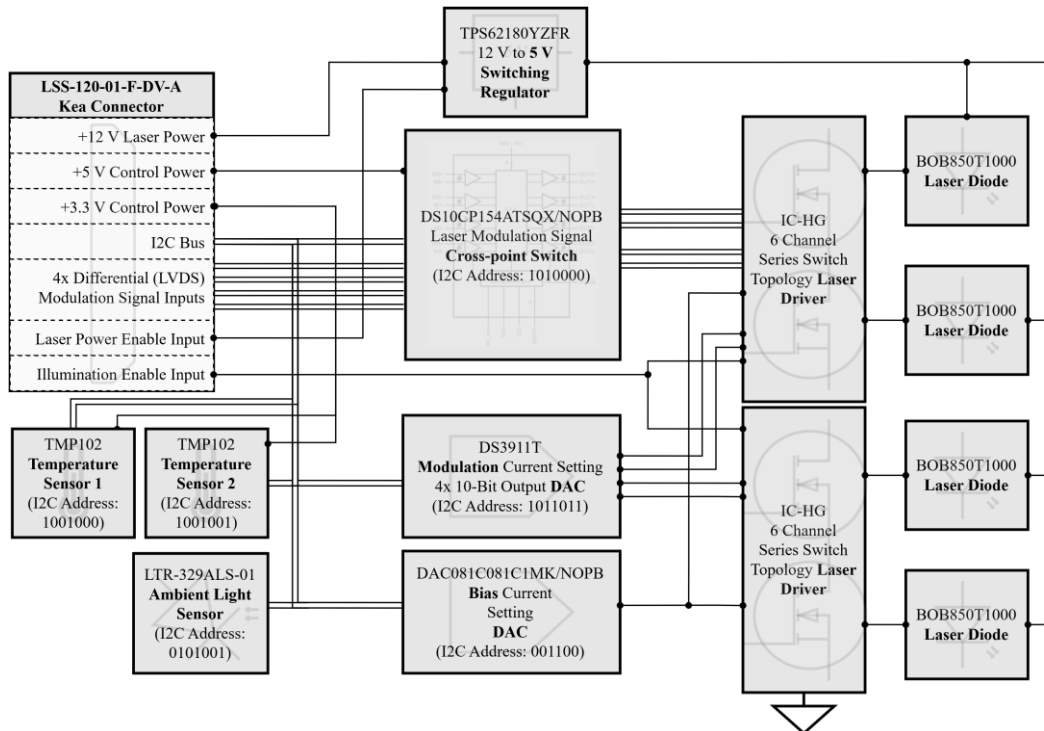 TPS62180YZFR
12 V to 5 V
Switching
Regulator
LSS-120-01-F-DV-A
Kea Connector
+12 V Laser Power
+5 V Control Power
+3.3 V Control Power
I2C Bus
4x Differential (LVDS)
Modulation Signal Inputs
Laser Power Enable Input
Illumination Enable Input
DS10CP154ATSQX/NOPB
Laser Modulation Signal
Cross-point Switch
(I2C Address: 1010000)
IC-HG
6 Channel
Series Switch
Topology Laser
Driver
BOB850T1000
Laser Diode
BOB850T1000
Laser Diode
TMP102
Temperature
Sensor 1
(I2C Address:
1001000)
TMP102
Temperature
Sensor 2
(I2C Address:
1001001)
DS3911T
Modulation Current Setting
4x 10-Bit Output DAC
(I2C Address: 1011011)
IC-HG
6 Channel
Series Switch
Topology Laser
Driver
BOB850T1000
Laser Diode
LTR-329ALS-01
Ambient Light
Sensor
(I2C Address:
0101001)
DAC081C081C1MK/NOPB
Bias Current
Setting
DAC
(I2C Address: 001100)
BOB850T1000
Laser Diode